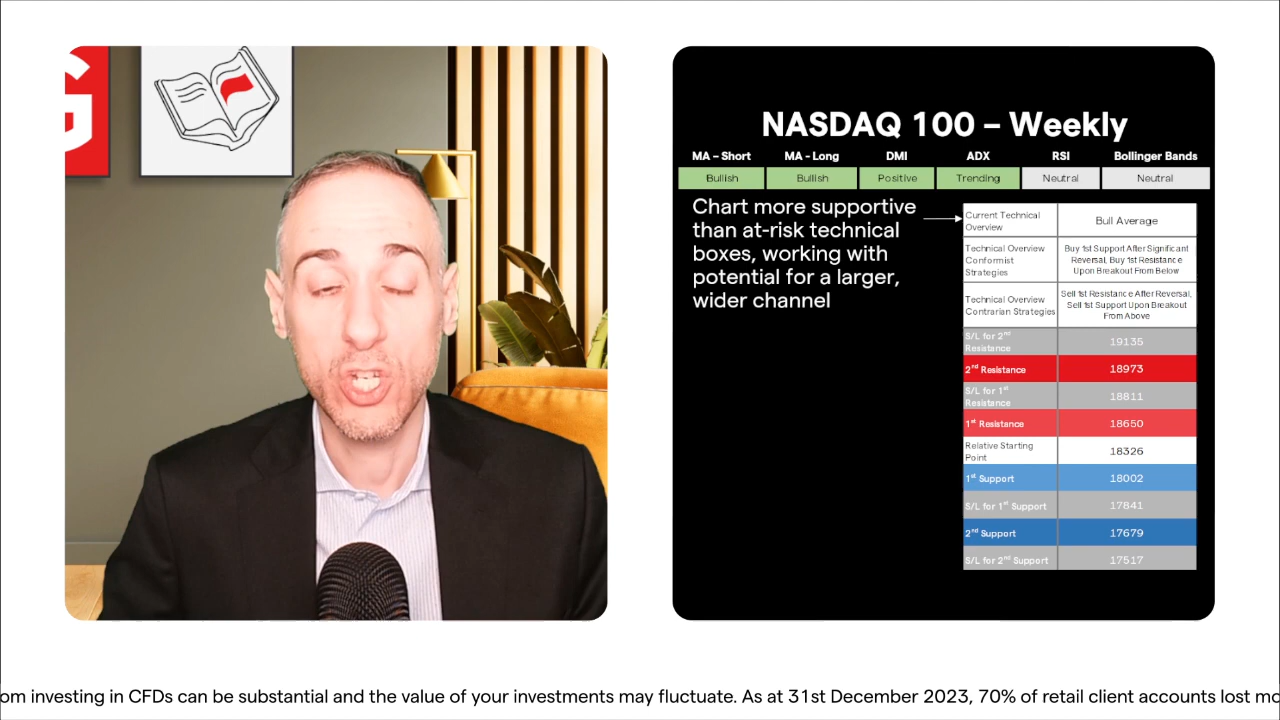 G
NASDAQ 100 – Weekly
MA – Short MA - Long DMI ADX RSI Bollinger Bands
Bullish Bullish Positive Trending Neutral Neutral
Chart more supportive
than at-risk technical
boxes, working with
potential for a larger,
wider channel
Current Technical
Overview
Bull Average
Technical Overview
Conformist
Strategies
Buy 1st Support After Significant
Reversal, Buy 1st Resistance
Upon Breakout From Below
Technical Overview
Contrarian Strategies
Sell 1st Resistance After Reversal,
Sell 1st Support Upon Breakout
From Above
S/L for 2nd
Resistance
19135
2nd Resistance 18973
S/L for 1st
Resistance
18811
1st Resistance 18650
Relative Starting
Point
18326
1st Support 18002
S/L for 1st Support 17841
2nd Support 17679
S/L for 2nd Support 17517
om investing in CFDs can be substantial and the value of your investments may fluctuate. As at 31st December 2023, 70% of retail client accounts lost mo